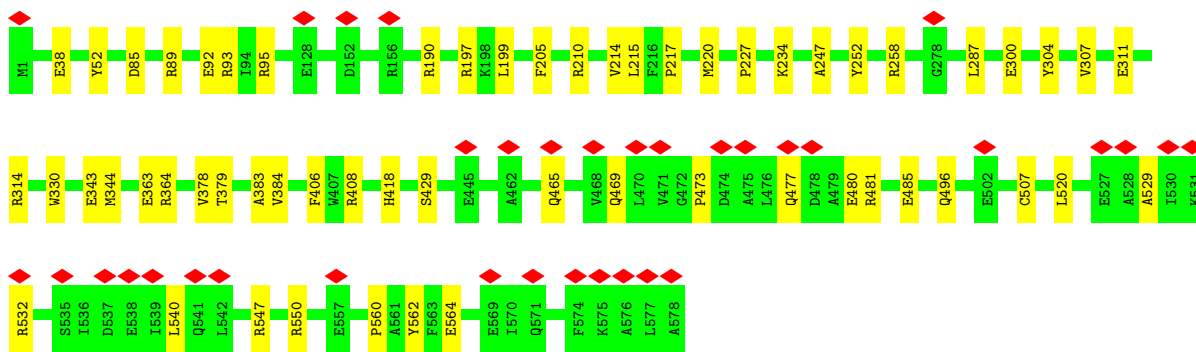 M1 E38 Y52 D85 R89 E92 R93 I94 R95 E128 D152 R156 R190 R197 K198 L199 F205 R210 V214 L215 F216 P217 M220 P227 K234 A247 Y252 R258 G278 L287 E300 Y304 V307 E311
R314 W330 E343 M344 E363 R364 V378 T379 A383 V384 F406 W407 R408 H418 S429 E445 A462 Q465 V468 Q469 L470 V471 G472 P473 D474 A475 L476 Q477 D478 A479 E480 R481 E485 Q496 E502 C507 L520 E527 A528 A529 I530 K531
R532 S535 I536 D537 E538 I539 L540 Q541 L542 R547 R550 E557 P560 A561 Y562 F563 E564 E569 I570 Q571 F574 K575 A576 L577 A578